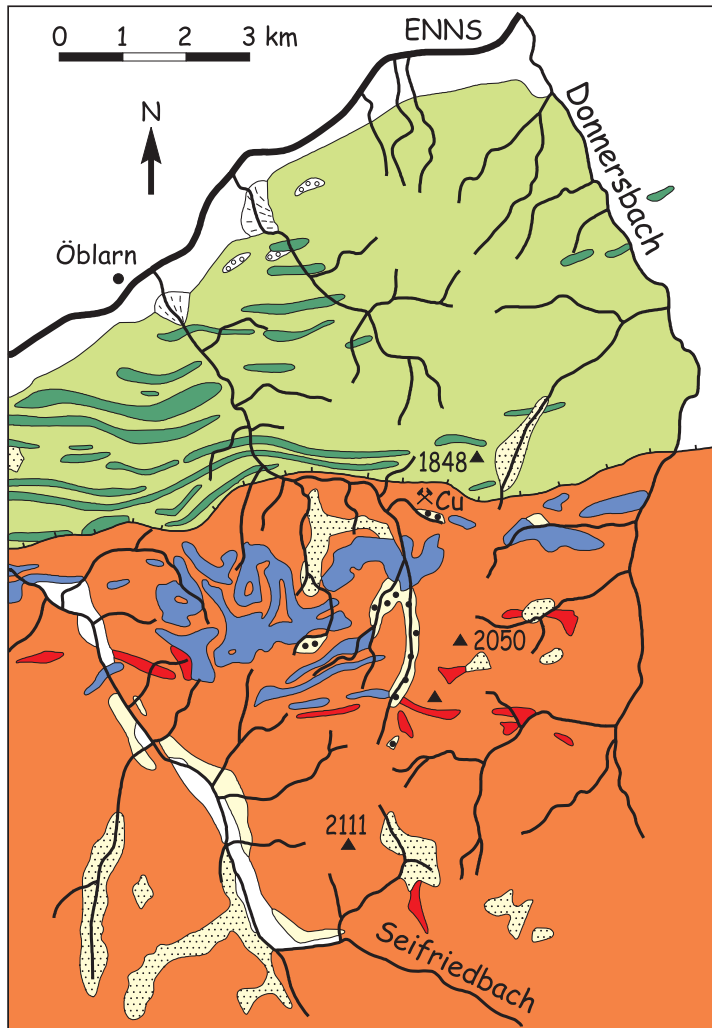 0 1 2 3 km
ENNS
N
Donnersbach
Öblarn
1848
Cu
2050
2111
Seifriedbach